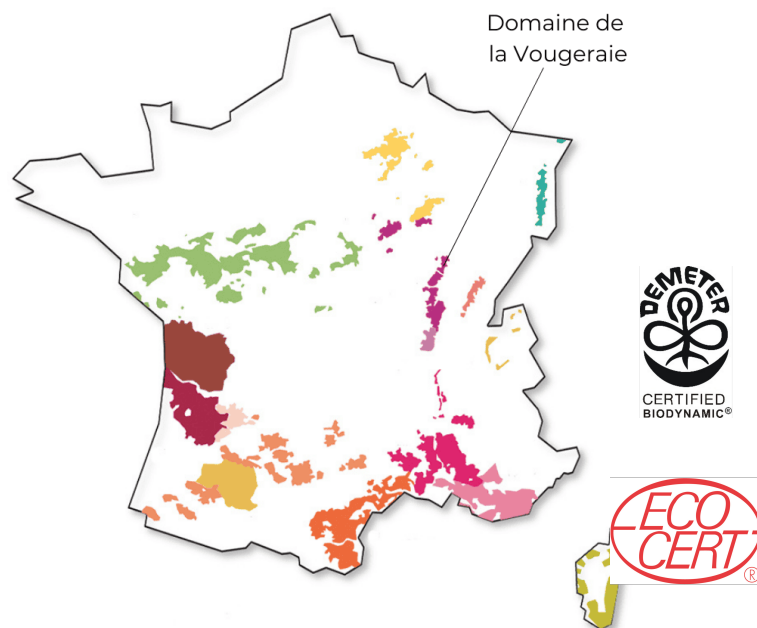 Domaine de
la Vougeraie
DEMETER
CERTIFIED
BIODYNAMIC®
ECO
CERT
®